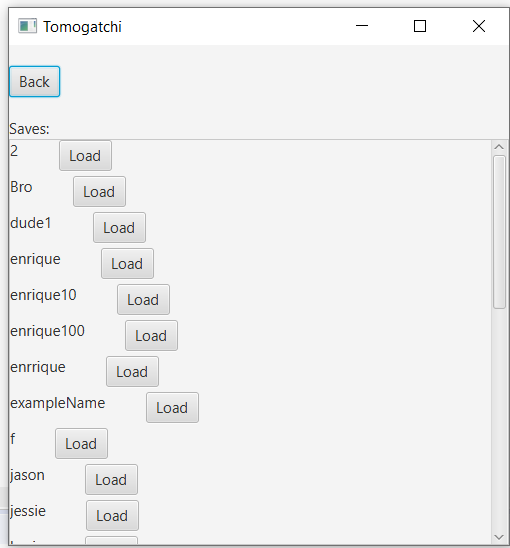 Tomogatchi
Back
Saves:
2 Load
Bro Load
dude1 Load
enrique Load
enrique10 Load
enrique100 Load
enrrique Load
exampleName Load
f Load
jason Load
jessie Load